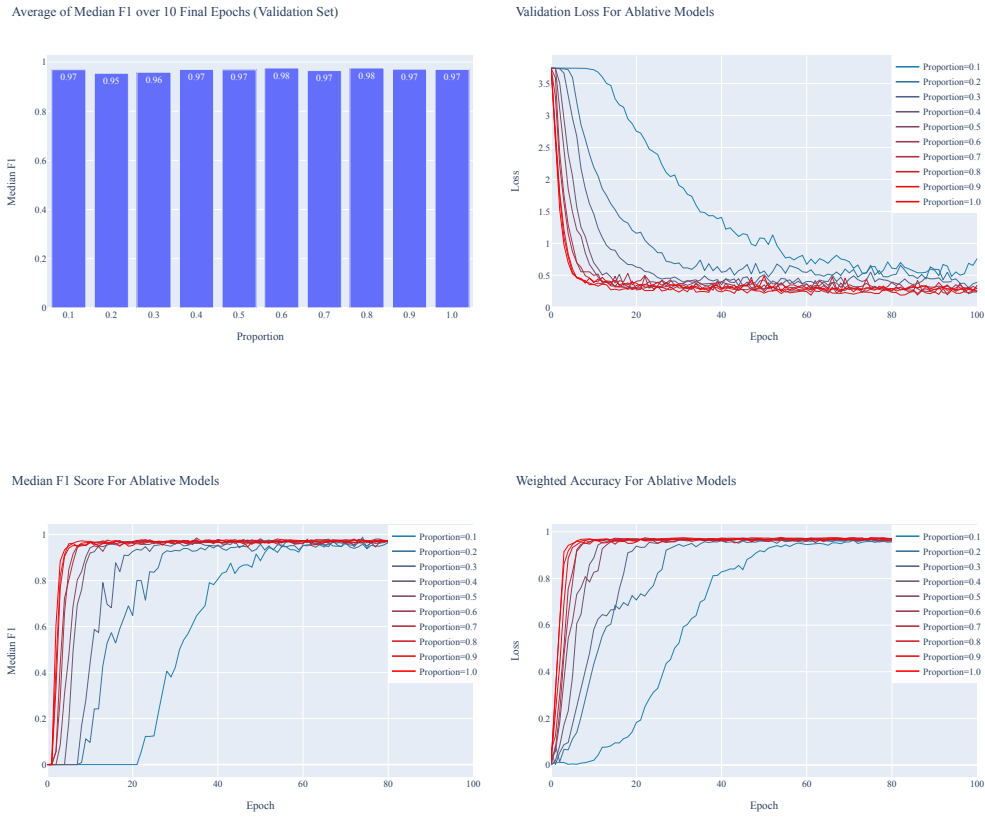 Average of Median F1 over 10 Final Epochs (Validation Set)
1
0.8
0.6
0.4
0.2
0
Median F1
0.97
0.95
0.96
0.97
0.97
0.98
0.97
0.98
0.97
0.97
0.1
0.2
0.3
0.4
0.5
0.6
0.7
0.8
0.9
1.0
Proportion
Validation Loss For Ablative Models
3.5
3
2.5
2
1.5
1
0.5
0
Loss
0
20
40
60
80
100
Epoch
Proportion=0.1
Proportion=0.2
Proportion=0.3
Proportion=0.4
Proportion=0.5
Proportion=0.6
Proportion=0.7
Proportion=0.8
Proportion=0.9
Proportion=1.0
Median F1 Score For Ablative Models
1
0.8
0.6
0.4
0.2
0
Median F1
0
20
40
60
80
100
Epoch
Proportion=0.1
Proportion=0.2
Proportion=0.3
Proportion=0.4
Proportion=0.5
Proportion=0.6
Proportion=0.7
Proportion=0.8
Proportion=0.9
Proportion=1.0
Weighted Accuracy For Ablative Models
1
0.8
0.6
0.4
0.2
0
Loss
0
20
40
60
80
100
Epoch
Proportion=0.1
Proportion=0.2
Proportion=0.3
Proportion=0.4
Proportion=0.5
Proportion=0.6
Proportion=0.7
Proportion=0.8
Proportion=0.9
Proportion=1.0